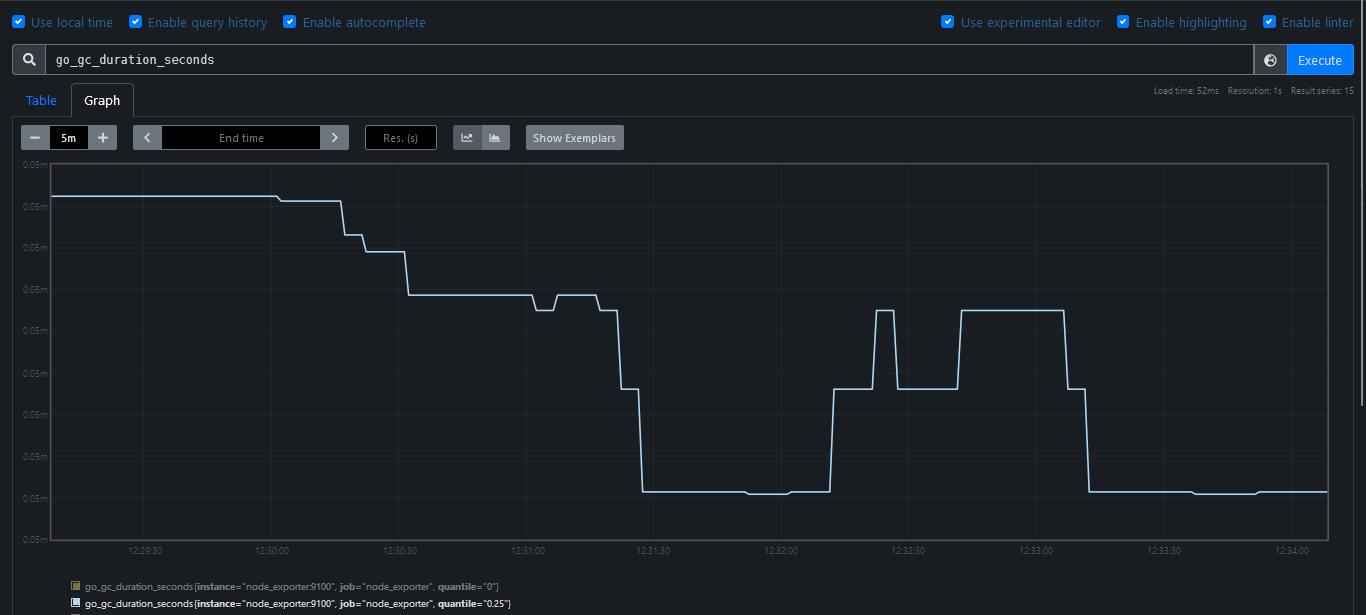 Use local time Enable query history Enable autocomplete Use experimental editor Enable highlighting Enable linter
go_gc_duration_seconds Execute
Load time: 52ms Resolution: 1s Result series: 15
Table Graph
− 5m + End time Res. (s) Show Exemplars
0.05m
0.05m
0.05m
0.05m
0.05m
0.05m
0.05m
0.05m
0.05m
0.05m
12:29:30 12:30:00 12:30:30 12:31:00 12:31:30 12:32:00 12:32:30 12:33:00 12:33:30 12:34:00
go_gc_duration_seconds{instance="node_exporter:9100", job="node_exporter", quantile="0"}
go_gc_duration_seconds{instance="node_exporter:9100", job="node_exporter", quantile="0.25"}